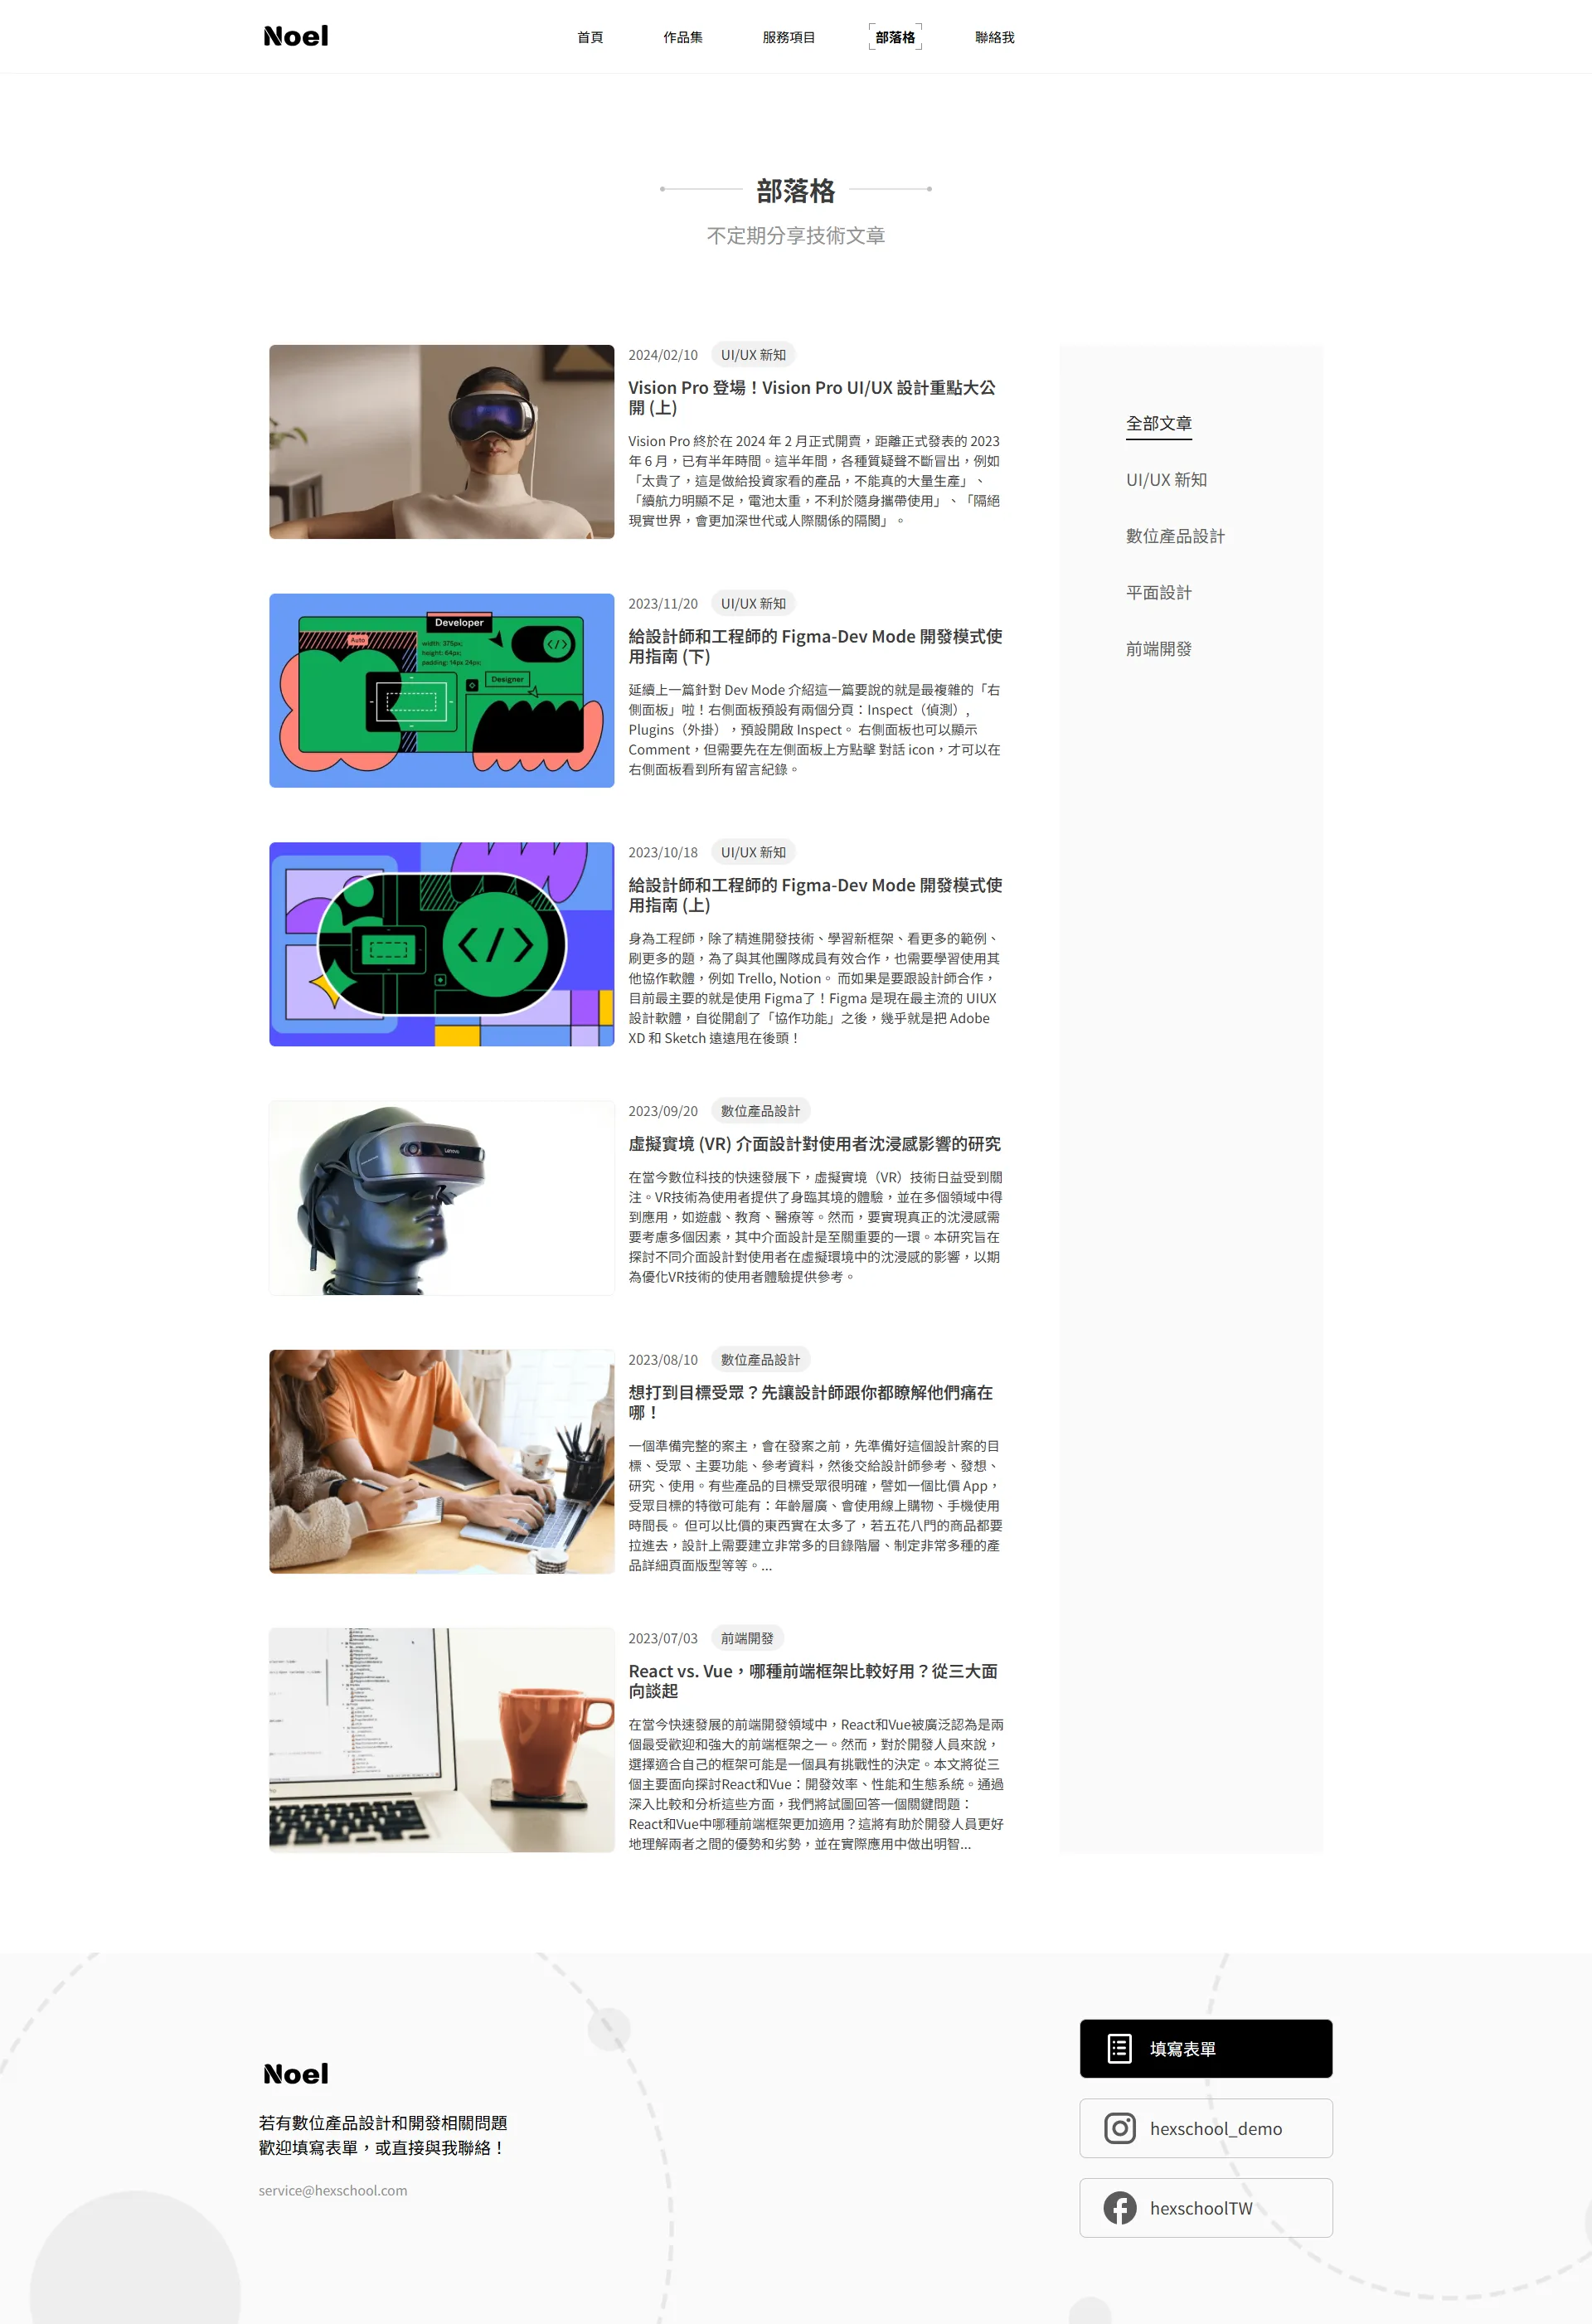 Noel
首頁
作品集
服務項目
部落格
聯絡我
部落格
不定期分享技術文章
2024/02/10 UI/UX 新知
Vision Pro 登場！Vision Pro UI/UX 設計重點大公
開 (上)
Vision Pro 終於在 2024 年 2 月正式開賣，距離正式發表的 2023
年 6 月，已有半年時間。這半年間，各種質疑聲不斷冒出，例如
「太貴了，這是做給投資家看的產品，不能真的大量生產」、
「續航力明顯不足，電池太重，不利於隨身攜帶使用」、「隔絕
現實世界，會更加深世代或人際關係的隔閡」。
全部文章
UI/UX 新知
數位產品設計
平面設計
前端開發
Developer
Auto
width: 375px;
height: 64px;
padding: 14px 24px;
</>
Designer
2023/11/20 UI/UX 新知
給設計師和工程師的 Figma-Dev Mode 開發模式使
用指南 (下)
延續上一篇針對 Dev Mode 介紹這一篇要說的就是最複雜的「右
側面板」啦！右側面板預設有兩個分頁：Inspect（偵測）,
Plugins（外掛），預設開啟 Inspect。 右側面板也可以顯示
Comment，但需要先在左側面板上方點擊 對話 icon，才可以在
右側面板看到所有留言紀錄。
</>
2023/10/18 UI/UX 新知
給設計師和工程師的 Figma-Dev Mode 開發模式使
用指南 (上)
身為工程師，除了精進開發技術、學習新框架、看更多的範例、
刷更多的題，為了與其他團隊成員有效合作，也需要學習使用其
他協作軟體，例如 Trello, Notion。 而如果是要跟設計師合作，
目前最主要的就是使用 Figma了！Figma 是現在最主流的 UIUX
設計軟體，自從開創了「協作功能」之後，幾乎就是把 Adobe
XD 和 Sketch 遠遠甩在後頭！
Lenovo
2023/09/20 數位產品設計
虛擬實境 (VR) 介面設計對使用者沈浸感影響的研究
在當今數位科技的快速發展下，虛擬實境（VR）技術日益受到關
注。VR技術為使用者提供了身臨其境的體驗，並在多個領域中得
到應用，如遊戲、教育、醫療等。然而，要實現真正的沈浸感需
要考慮多個因素，其中介面設計是至關重要的一環。本研究旨在
探討不同介面設計對使用者在虛擬環境中的沈浸感的影響，以期
為優化VR技術的使用者體驗提供參考。
2023/08/10 數位產品設計
想打到目標受眾？先讓設計師跟你都瞭解他們痛在
哪！
一個準備完整的案主，會在發案之前，先準備好這個設計案的目
標、受眾、主要功能、參考資料，然後交給設計師參考、發想、
研究、使用。有些產品的目標受眾很明確，譬如一個比價 App，
受眾目標的特徵可能有：年齡層廣、會使用線上購物、手機使用
時間長。 但可以比價的東西實在太多了，若五花八門的商品都要
拉進去，設計上需要建立非常多的目錄階層、制定非常多種的產
品詳細頁面版型等等。...
2023/07/03 前端開發
React vs. Vue，哪種前端框架比較好用？從三大面
向談起
在當今快速發展的前端開發領域中，React和Vue被廣泛認為是兩
個最受歡迎和強大的前端框架之一。然而，對於開發人員來說，
選擇適合自己的框架可能是一個具有挑戰性的決定。本文將從三
個主要面向探討React和Vue：開發效率、性能和生態系統。通過
深入比較和分析這些方面，我們將試圖回答一個關鍵問題：
React和Vue中哪種前端框架更加適用？這將有助於開發人員更好
地理解兩者之間的優勢和劣勢，並在實際應用中做出明智...
Noel
若有數位產品設計和開發相關問題
歡迎填寫表單，或直接與我聯絡！
service@hexschool.com
填寫表單
hexschool_demo
hexschoolTW